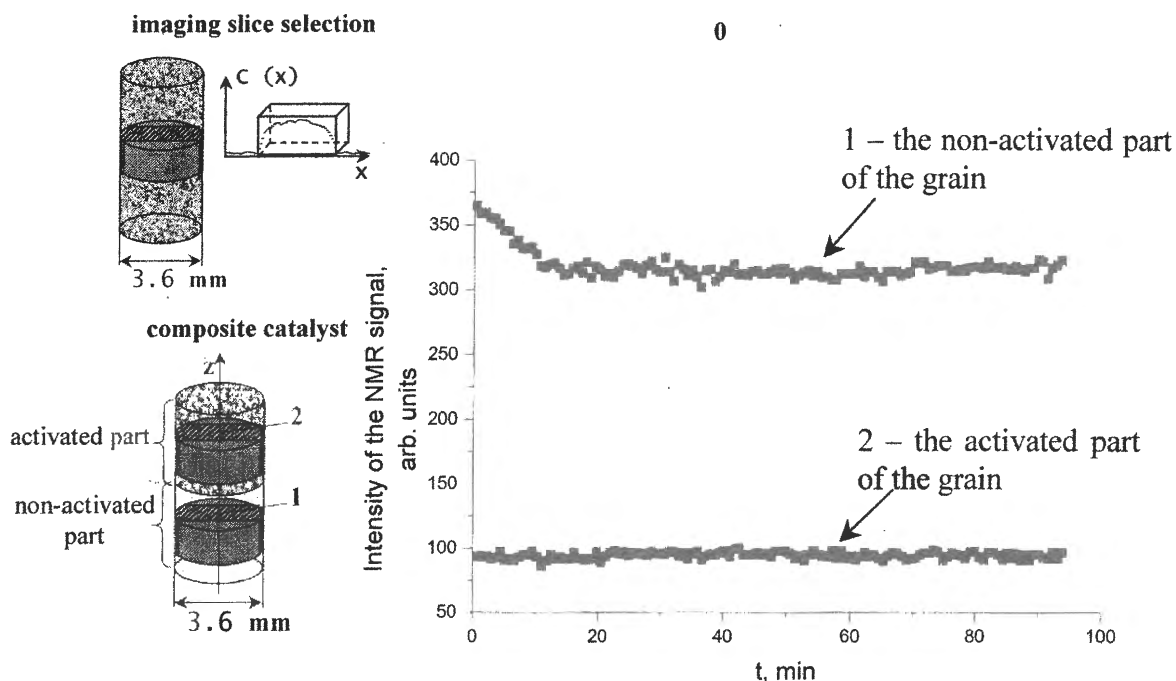 imaging slice selection
C (x)
x
3.6 mm
composite catalyst
z
2
activated part
1
non-activated
part
3.6 mm
0
Intensity of the NMR signal,
arb. units
400
350
300
250
200
150
100
50
0
20
40
60
80
100
t, min
1 – the non-activated part
of the grain
2 – the activated part
of the grain